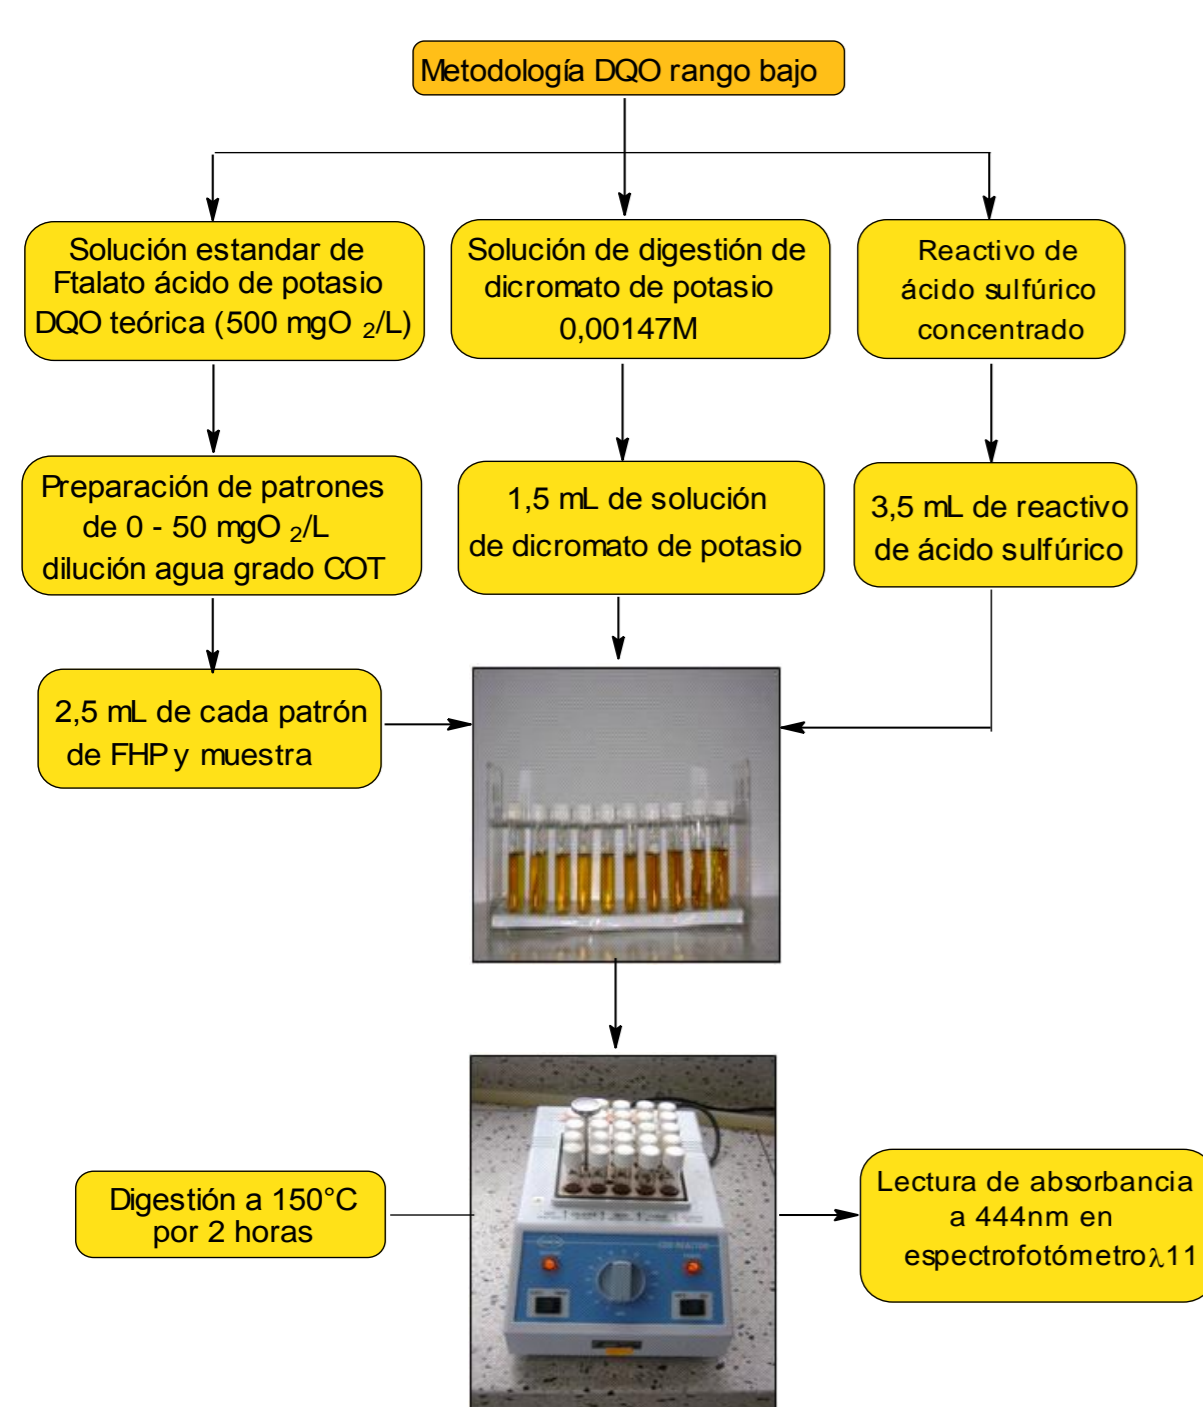 Metodología DQO rango bajo
Solución estandar de
Ftalato ácido de potasio
DQO teórica (500 mgO ₂/L)
Solución de digestión de
dicromato de potasio
0,00147M
Reactivo de
ácido sulfúrico
concentrado
Preparación de patrones
de 0 - 50 mgO ₂/L
dilución agua grado COT
1,5 mL de solución
de dicromato de potasio
3,5 mL de reactivo
de ácido sulfúrico
2,5 mL de cada patrón
de FHP y muestra
Digestión a 150°C
por 2 horas
Lectura de absorbancia
a 444nm en
espectrofotómetro λ11